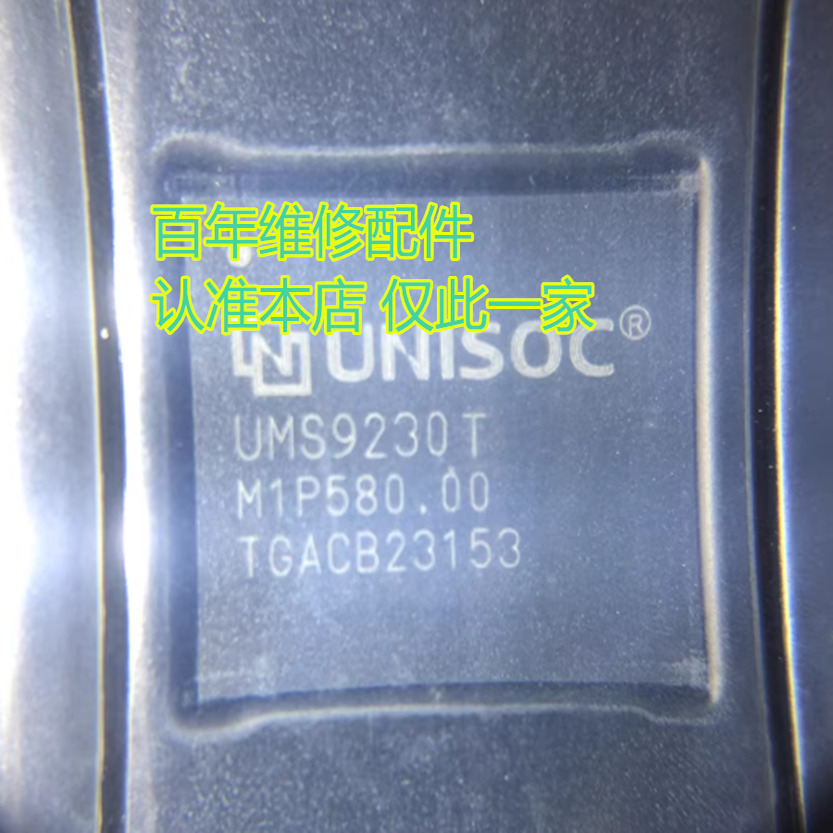 百年维修配件
认准本店 仅此一家
UNISOC®
UMS9230T
M1P580.00
TGACB23153